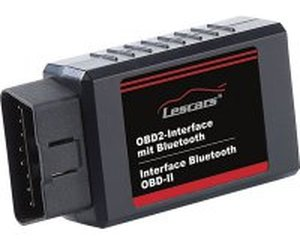 Lescars
OBD2-Interface
mit Bluetooth
Interface Bluetooth
OBD-II